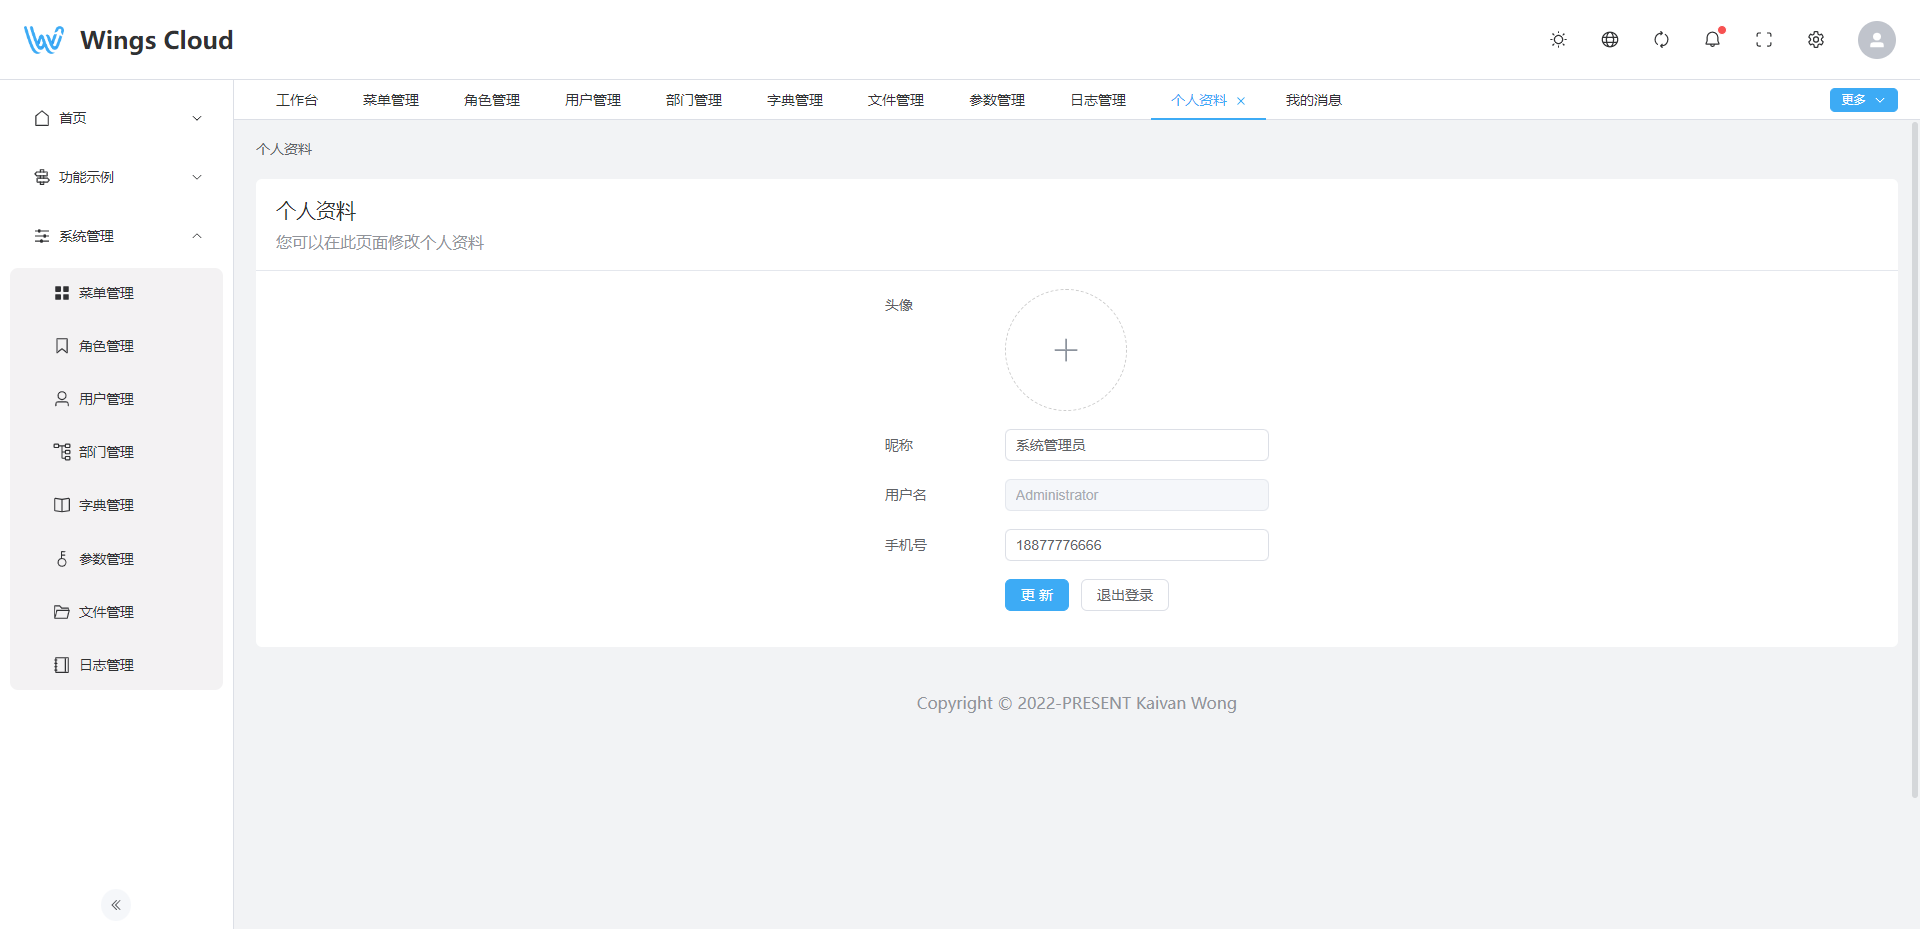 Wings Cloud
首页
功能示例
系统管理
菜单管理
角色管理
用户管理
部门管理
字典管理
参数管理
文件管理
日志管理
工作台 菜单管理 角色管理 用户管理 部门管理 字典管理 文件管理 参数管理 日志管理 个人资料 我的消息 更多
个人资料
个人资料
您可以在此页面修改个人资料
头像
昵称 系统管理员
用户名 Administrator
手机号 18877776666
更新 退出登录
Copyright © 2022-PRESENT Kaivan Wong